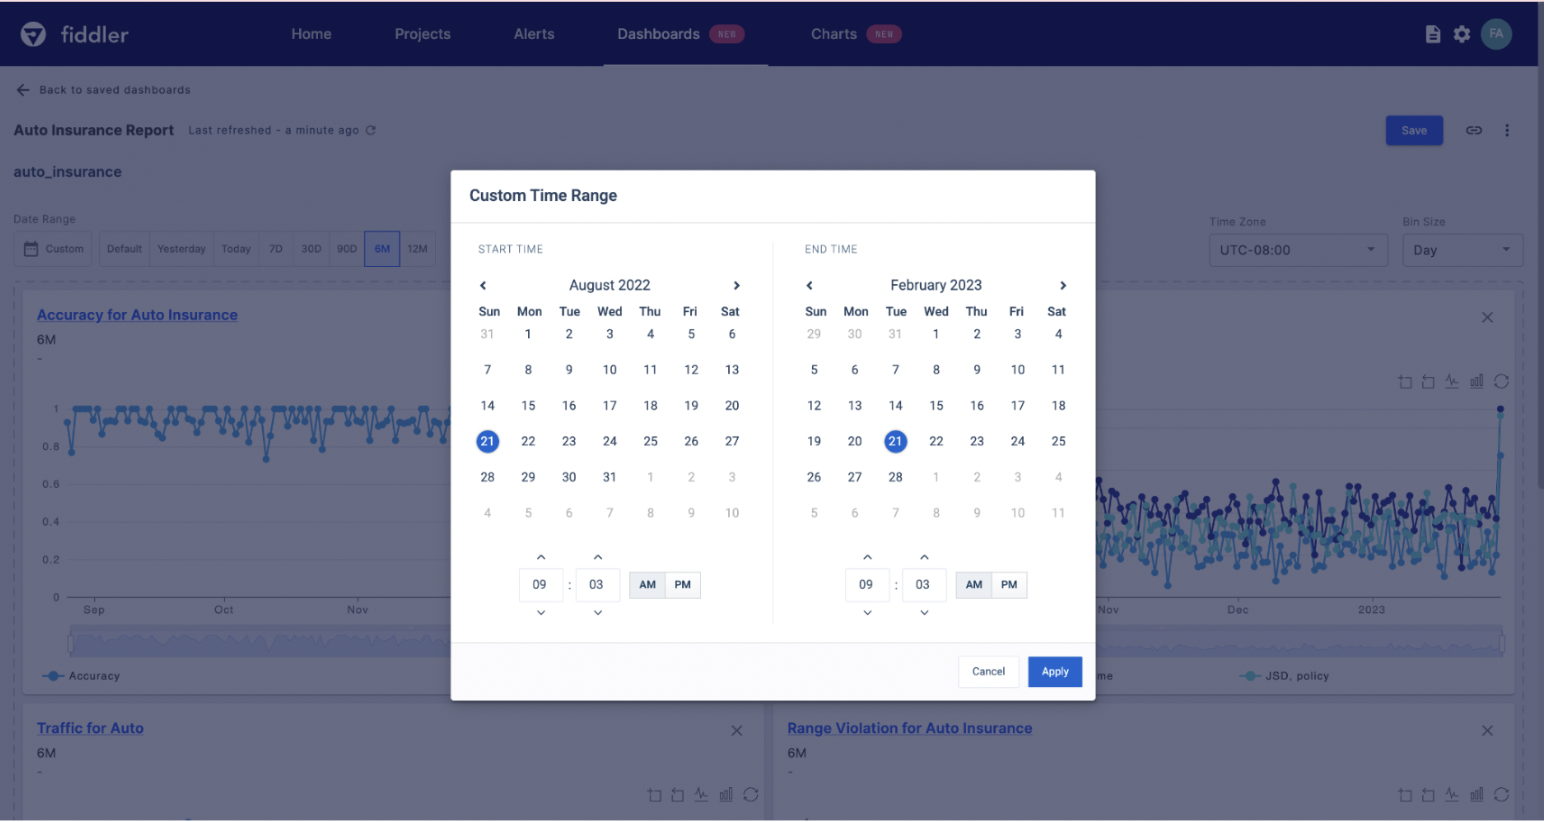 fiddler
Home
Projects
Alerts
Dashboards NEW
Charts NEW
FA
Back to saved dashboards
Auto Insurance Report Last refreshed - a minute ago
Save
auto_insurance
Date Range
Custom
Default Yesterday Today 7D 30D 90D 6M 12M
Time Zone
UTC-08:00
Bin Size
Day
Accuracy for Auto Insurance
6M
-
1
0.8
0.6
0.4
0.2
0
Sep Oct Nov
Accuracy
Custom Time Range
START TIME
August 2022
Sun Mon Tue Wed Thu Fri Sat
31 1 2 3 4 5 6
7 8 9 10 11 12 13
14 15 16 17 18 19 20
21 22 23 24 25 26 27
28 29 30 31 1 2 3
4 5 6 7 8 9 10
09 : 03 AM PM
END TIME
February 2023
Sun Mon Tue Wed Thu Fri Sat
29 30 31 1 2 3 4
5 6 7 8 9 10 11
12 13 14 15 16 17 18
19 20 21 22 23 24 25
26 27 28 1 2 3 4
5 6 7 8 9 10 11
09 : 03 AM PM
Cancel Apply
Nov Dec 2023
me
JSD, policy
Traffic for Auto
6M
-
Range Violation for Auto Insurance
6M
-